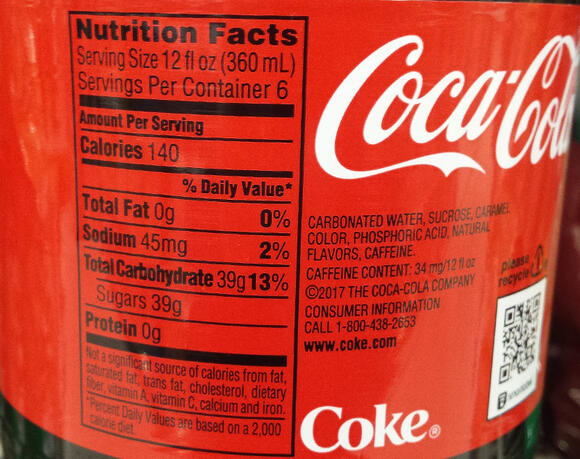 Nutrition Facts
Serving Size 12 fl oz (360 mL)
Servings Per Container 6
Amount Per Serving
Calories 140
% Daily Value*
Total Fat 0g 0%
Sodium 45mg 2%
Total Carbohydrate 39g 13%
Sugars 39g
Protein 0g
Not a significant source of calories from fat,
saturated fat, trans fat, cholesterol, dietary
fiber, vitamin A, vitamin C, calcium and iron.
Percent Daily Values are based on a 2,000
calorie diet.
Coca-Cola
CARBONATED WATER, SUCROSE, CARAMEL
COLOR, PHOSPHORIC ACID, NATURAL
FLAVORS, CAFFEINE.
CAFFEINE CONTENT: 34 mg/12 fl oz
©2017 THE COCA-COLA COMPANY
CONSUMER INFORMATION
CALL 1-800-438-2653
www.coke.com
please
recycle
Coke®